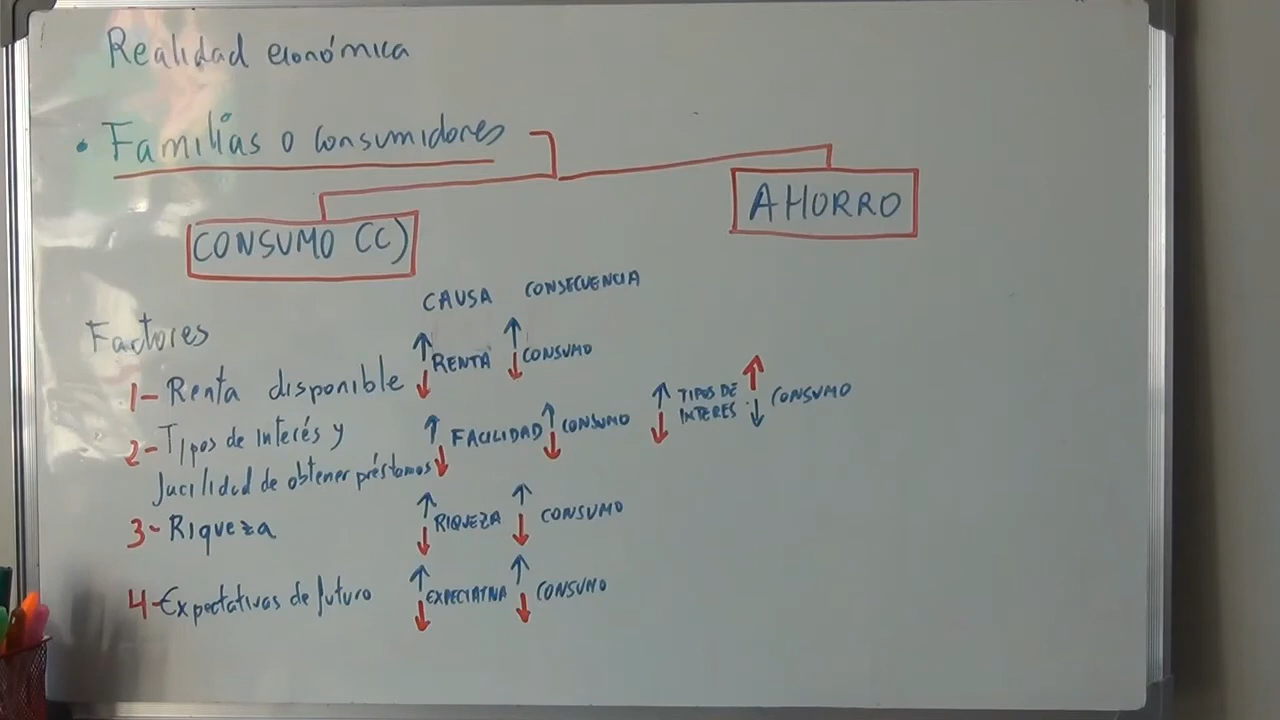 Realidad económica
• Familias o consumidores
CONSUMO (C)
AHORRO
CAUSA CONSECUENCIA
Factores
1- Renta disponible ↑↓ RENTA ↑↓ CONSUMO
2- Tipos de interés y
facilidad de obtener préstamos ↑↓ FACILIDAD ↑↓ CONSUMO ↑↓ TIPOS DE INTERES ↑↓ CONSUMO
3- Riqueza ↑↓ RIQUEZA ↑↓ CONSUMO
4- Expectativas de futuro ↑↓ EXPECTATIVA ↑↓ CONSUMO